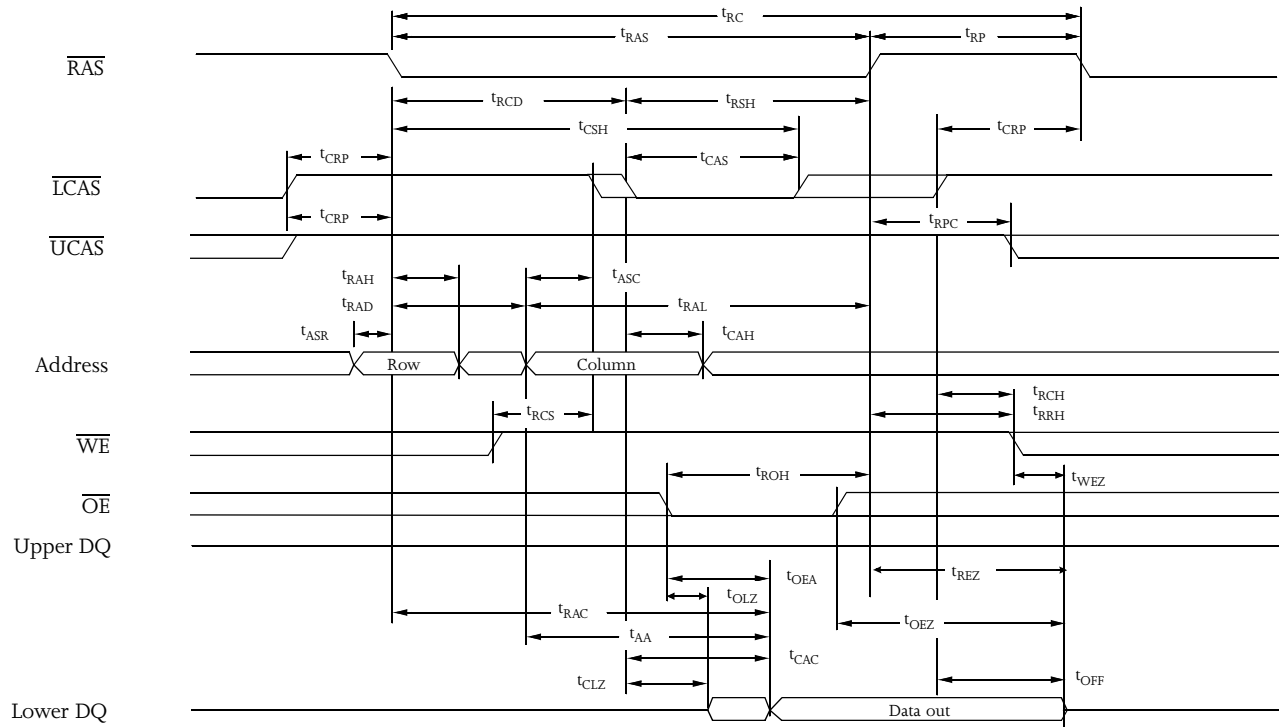 tRC
tRAS
tRP
RAS
tRCD
tRSH
tCSH
tCRP
tCRP
tCAS
LCAS
tCRP
tRPC
UCAS
tRAH
tASC
tRAD
tRAL
tASR
tCAH
Address
Row
Column
tRCH
tRCS
tRRH
WE
tROH
tWEZ
OE
Upper DQ
tREZ
tOEA
tOLZ
tRAC
tOEZ
tAA
tCAC
tCLZ
tOFF
Lower DQ
Data out